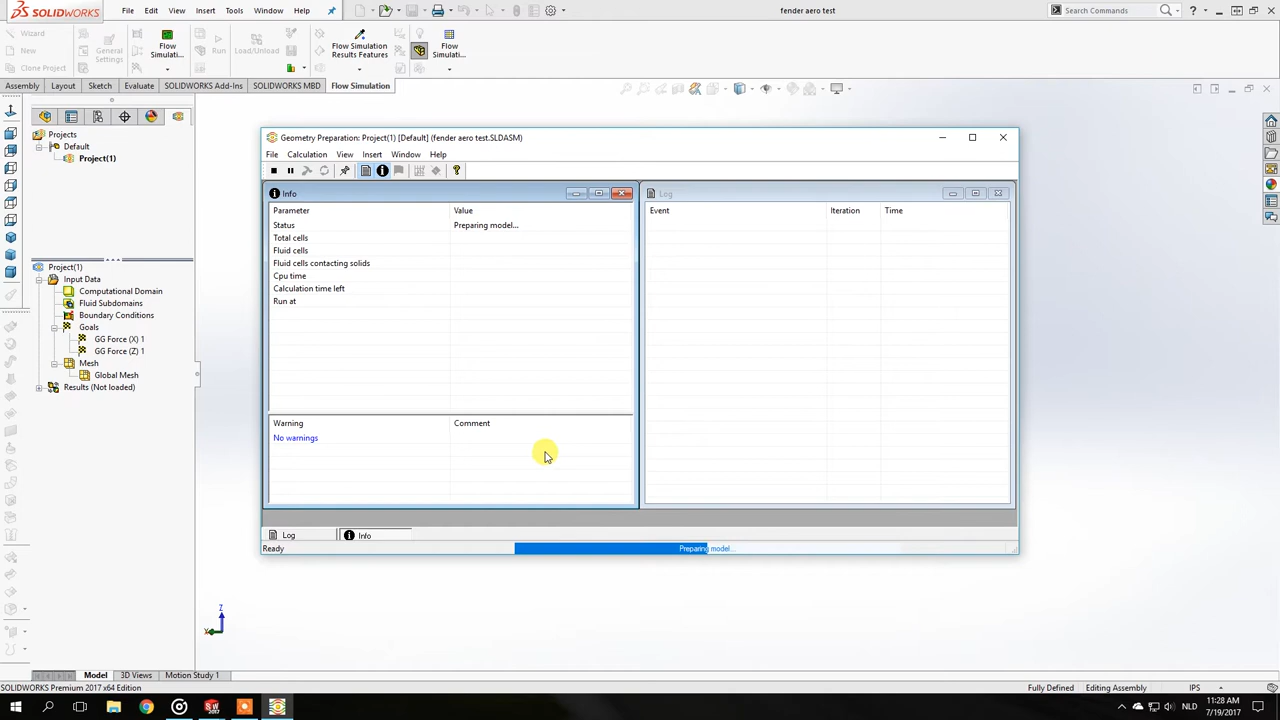 SOLIDWORKS
File Edit View Insert Tools Window Help
fender aero test
Search Commands
Wizard
New
Clone Project
Flow Simulati...
General Settings
Run
Load/Unload
Flow Simulation Results Features
Flow Simulati...
Assembly Layout Sketch Evaluate SOLIDWORKS Add-Ins SOLIDWORKS MBD Flow Simulation
Projects
Default
Project(1)
Project(1)
Input Data
Computational Domain
Fluid Subdomains
Boundary Conditions
Goals
GG Force (X) 1
GG Force (Z) 1
Mesh
Global Mesh
Results (Not loaded)
Geometry Preparation: Project(1) [Default] (fender aero test.SLDASM)
File Calculation View Insert Window Help
Info
Parameter Value
Status Preparing model...
Total cells
Fluid cells
Fluid cells contacting solids
Cpu time
Calculation time left
Run at
Warning Comment
No warnings
Log
Event Iteration Time
Log Info
Ready Preparing model...
Z
X
Model 3D Views Motion Study 1
SOLIDWORKS Premium 2017 x64 Edition
Fully Defined Editing Assembly IPS
NLD
11:28 AM
7/19/2017